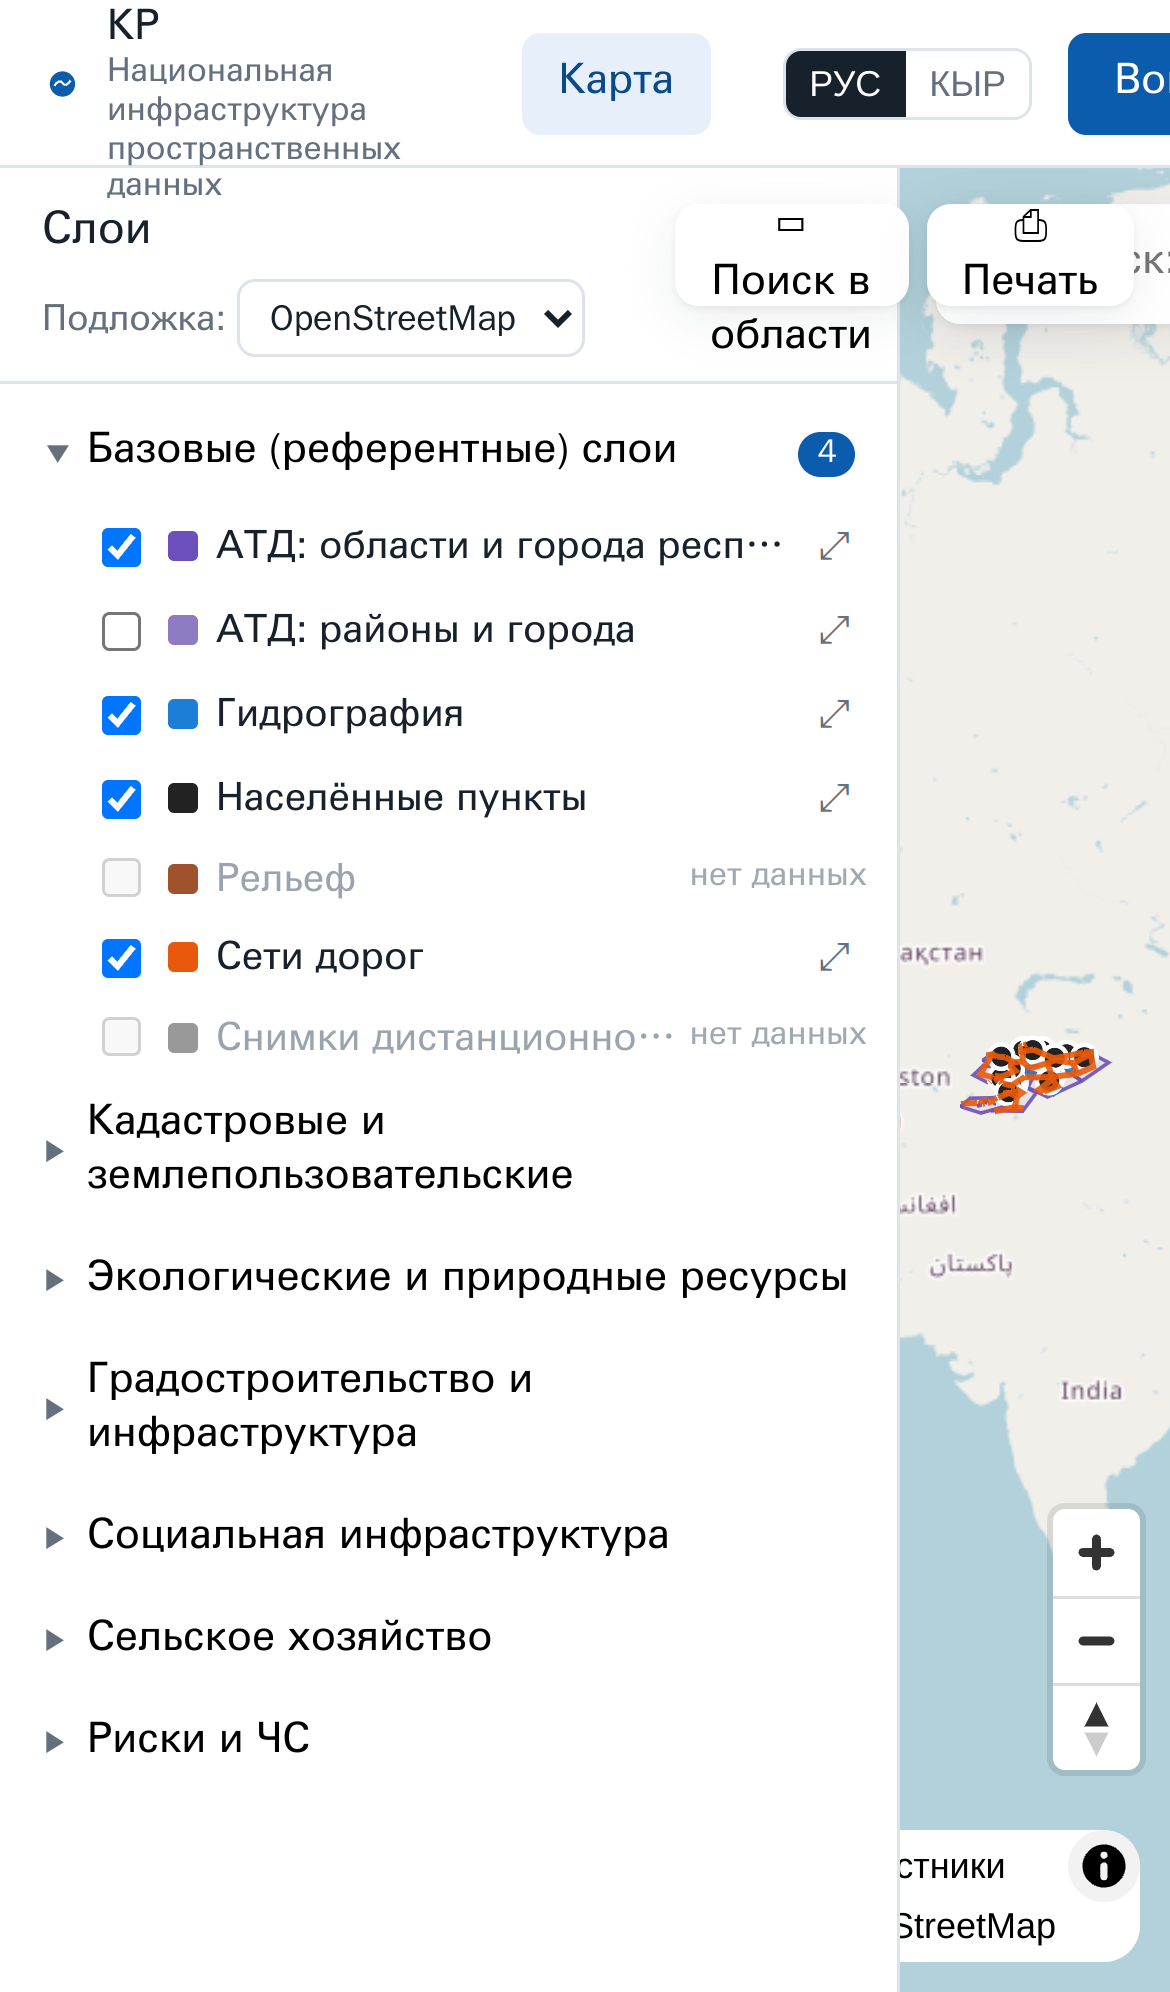 КР
Национальная
инфраструктура
пространственных
данных
Карта
РУС
КЫР
Слои
Подложка:
OpenStreetMap
Поиск в
области
Печать
Базовые (референтные) слои
4
АТД: области и города респ···
АТД: районы и города
Гидрография
Населённые пункты
Рельеф
нет данных
Сети дорог
Снимки дистанционно···
нет данных
Кадастровые и
землепользовательские
Экологические и природные ресурсы
Градостроительство и
инфраструктура
Социальная инфраструктура
Сельское хозяйство
Риски и ЧС
ақстан
ston
پاکستان
India
стники
StreetMap